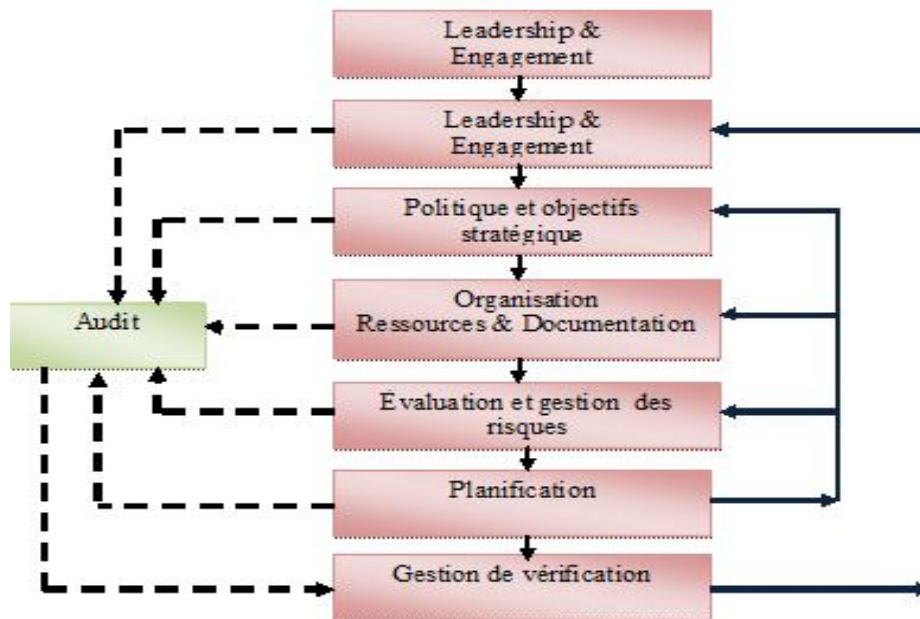 Leadership &
Engagement
Leadership &
Engagement
Politique et objectifs
stratégique
Organisation
Ressources & Documentation
Audit
Évaluation et gestion des
risques
Planification
Gestion de vérification